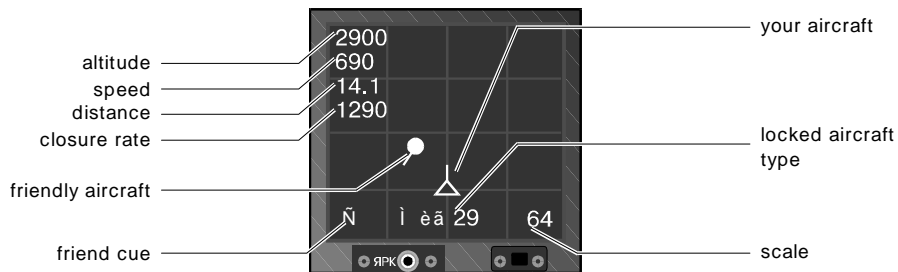 altitude
speed
distance
closure rate
friendly aircraft
friend cue
2900
690
14.1
1290
Ñ Ì èã 29 64
ЯРК
your aircraft
locked aircraft
type
scale